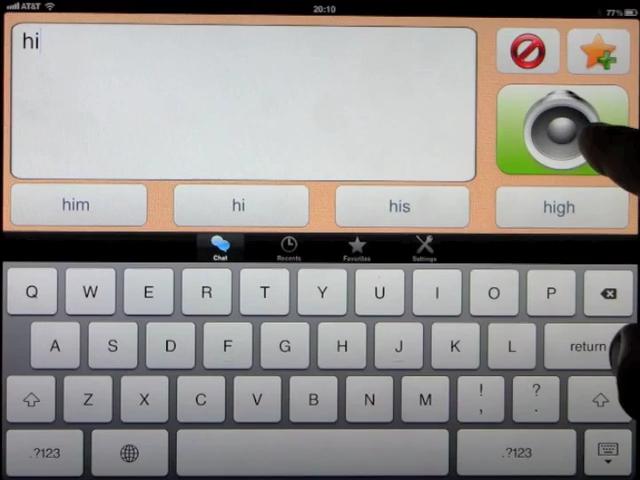 AT&T 20:10 77%
hi
him hi his high
Chat Recents Favorites Settings
Q W E R T Y U I O P
A S D F G H J K L return
Z X C V B N M ! , ? .
.?123 .?123